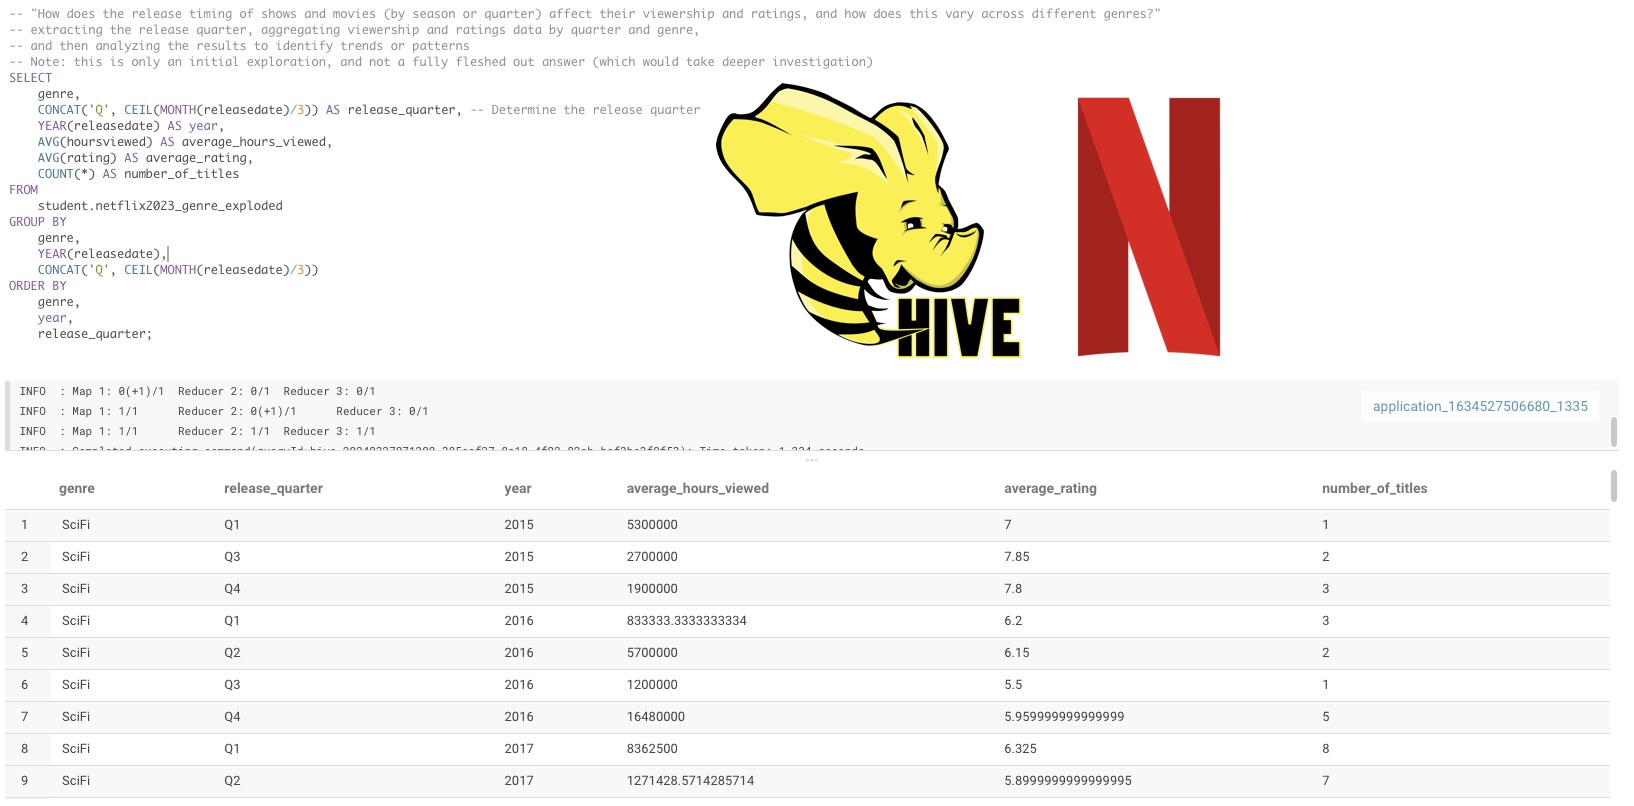 -- "How does the release timing of shows and movies (by season or quarter) affect their viewership and ratings, and how does this vary across different genres?"
-- extracting the release quarter, aggregating viewership and ratings data by quarter and genre,
-- and then analyzing the results to identify trends or patterns
-- Note: this is only an initial exploration, and not a fully fleshed out answer (which would take deeper investigation)
SELECT
genre,
CONCAT('Q', CEIL(MONTH(releasedate)/3)) AS release_quarter, -- Determine the release quarter
YEAR(releasedate) AS year,
AVG(hoursviewed) AS average_hours_viewed,
AVG(rating) AS average_rating,
COUNT(*) AS number_of_titles
FROM
student.netflix2023_genre_exploded
GROUP BY
genre,
YEAR(releasedate),
CONCAT('Q', CEIL(MONTH(releasedate)/3))
ORDER BY
genre,
year,
release_quarter;
HIVE
INFO : Map 1: 0(+1)/1 Reducer 2: 0/1 Reducer 3: 0/1
INFO : Map 1: 1/1 Reducer 2: 0(+1)/1 Reducer 3: 0/1
INFO : Map 1: 1/1 Reducer 2: 1/1 Reducer 3: 1/1
application_1634527506680_1335
genre release_quarter year average_hours_viewed average_rating number_of_titles
1 SciFi Q1 2015 5300000 7 1
2 SciFi Q3 2015 2700000 7.85 2
3 SciFi Q4 2015 1900000 7.8 3
4 SciFi Q1 2016 833333.3333333334 6.2 3
5 SciFi Q2 2016 5700000 6.15 2
6 SciFi Q3 2016 1200000 5.5 1
7 SciFi Q4 2016 16480000 5.959999999999999 5
8 SciFi Q1 2017 8362500 6.325 8
9 SciFi Q2 2017 1271428.5714285714 5.8999999999999995 7